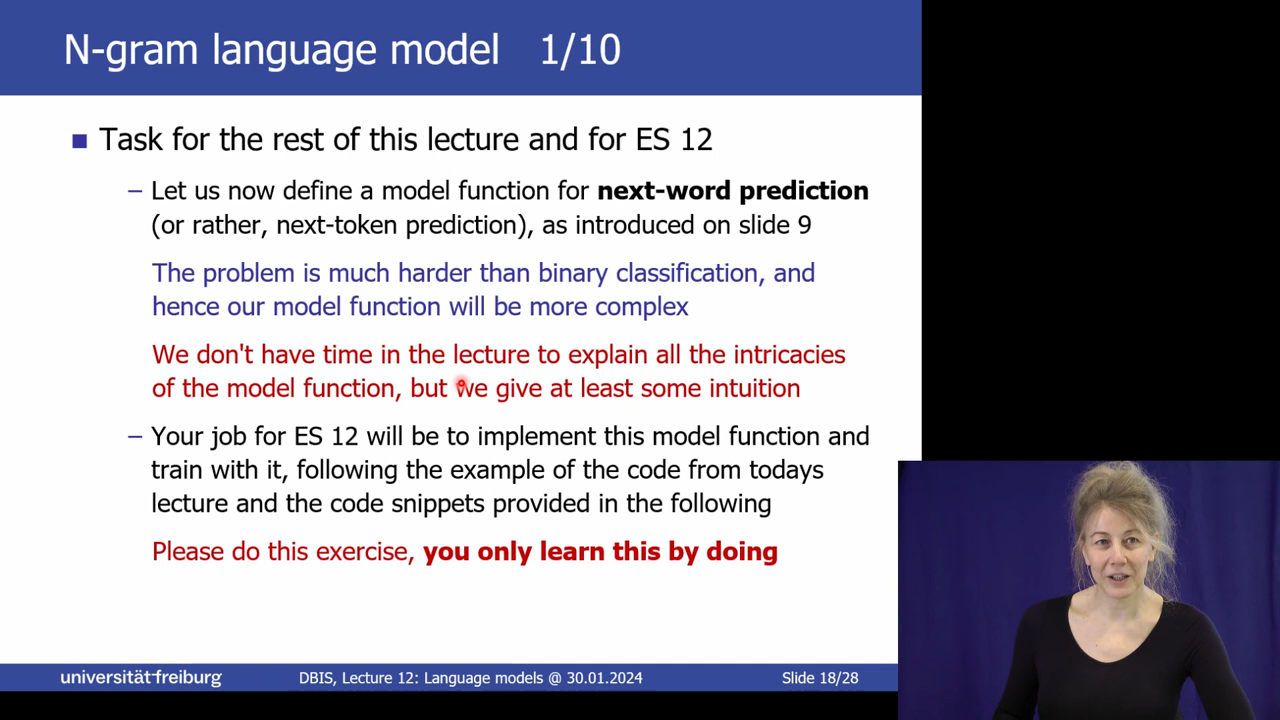 N-gram language model 1/10
Task for the rest of this lecture and for ES 12
– Let us now define a model function for next-word prediction
(or rather, next-token prediction), as introduced on slide 9
The problem is much harder than binary classification, and
hence our model function will be more complex
We don't have time in the lecture to explain all the intricacies
of the model function, but we give at least some intuition
– Your job for ES 12 will be to implement this model function and
train with it, following the example of the code from todays
lecture and the code snippets provided in the following
Please do this exercise, you only learn this by doing
universität freiburg
DBIS, Lecture 12: Language models @ 30.01.2024
Slide 18/28